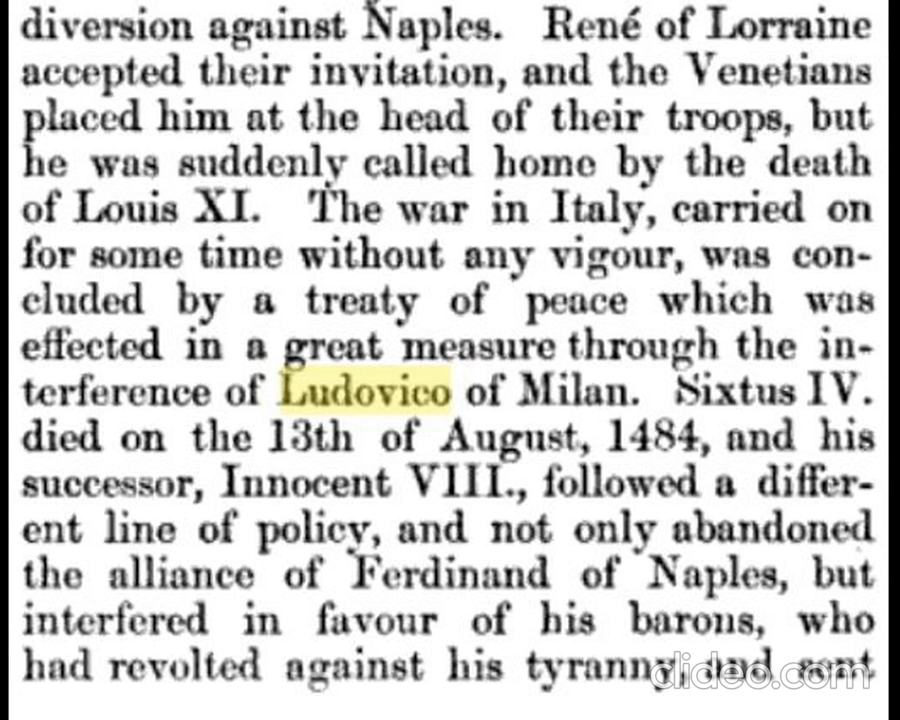 diversion against Naples. René of Lorraine
accepted their invitation, and the Venetians
placed him at the head of their troops, but
he was suddenly called home by the death
of Louis XI. The war in Italy, carried on
for some time without any vigour, was con-
cluded by a treaty of peace which was
effected in a great measure through the in-
terference of Ludovico of Milan. Sixtus IV.
died on the 13th of August, 1484, and his
successor, Innocent VIII., followed a differ-
ent line of policy, and not only abandoned
the alliance of Ferdinand of Naples, but
interfered in favour of his barons, who
had revolted against his tyranny, and sent
clideo.com